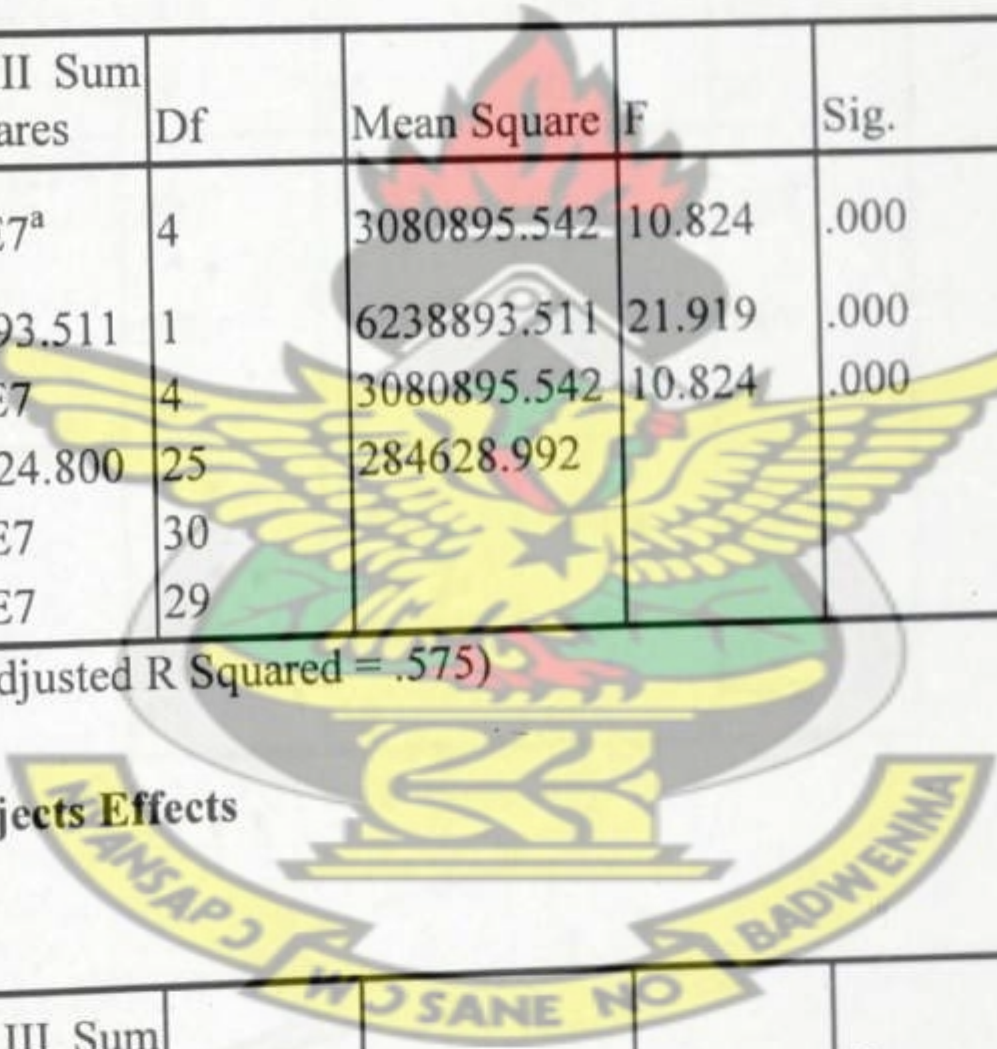 II Sum
ares Df Mean Square F Sig.
E7ª 4 3080895.542 10.824 .000
93.511 1 6238893.511 21.919 .000
E7 4 3080895.542 10.824 .000
24.800 25 284628.992
E7 30
E7 29
djusted R Squared = .575)
jects Effects
III Sum
WƆ SANE NO
BADWENMA